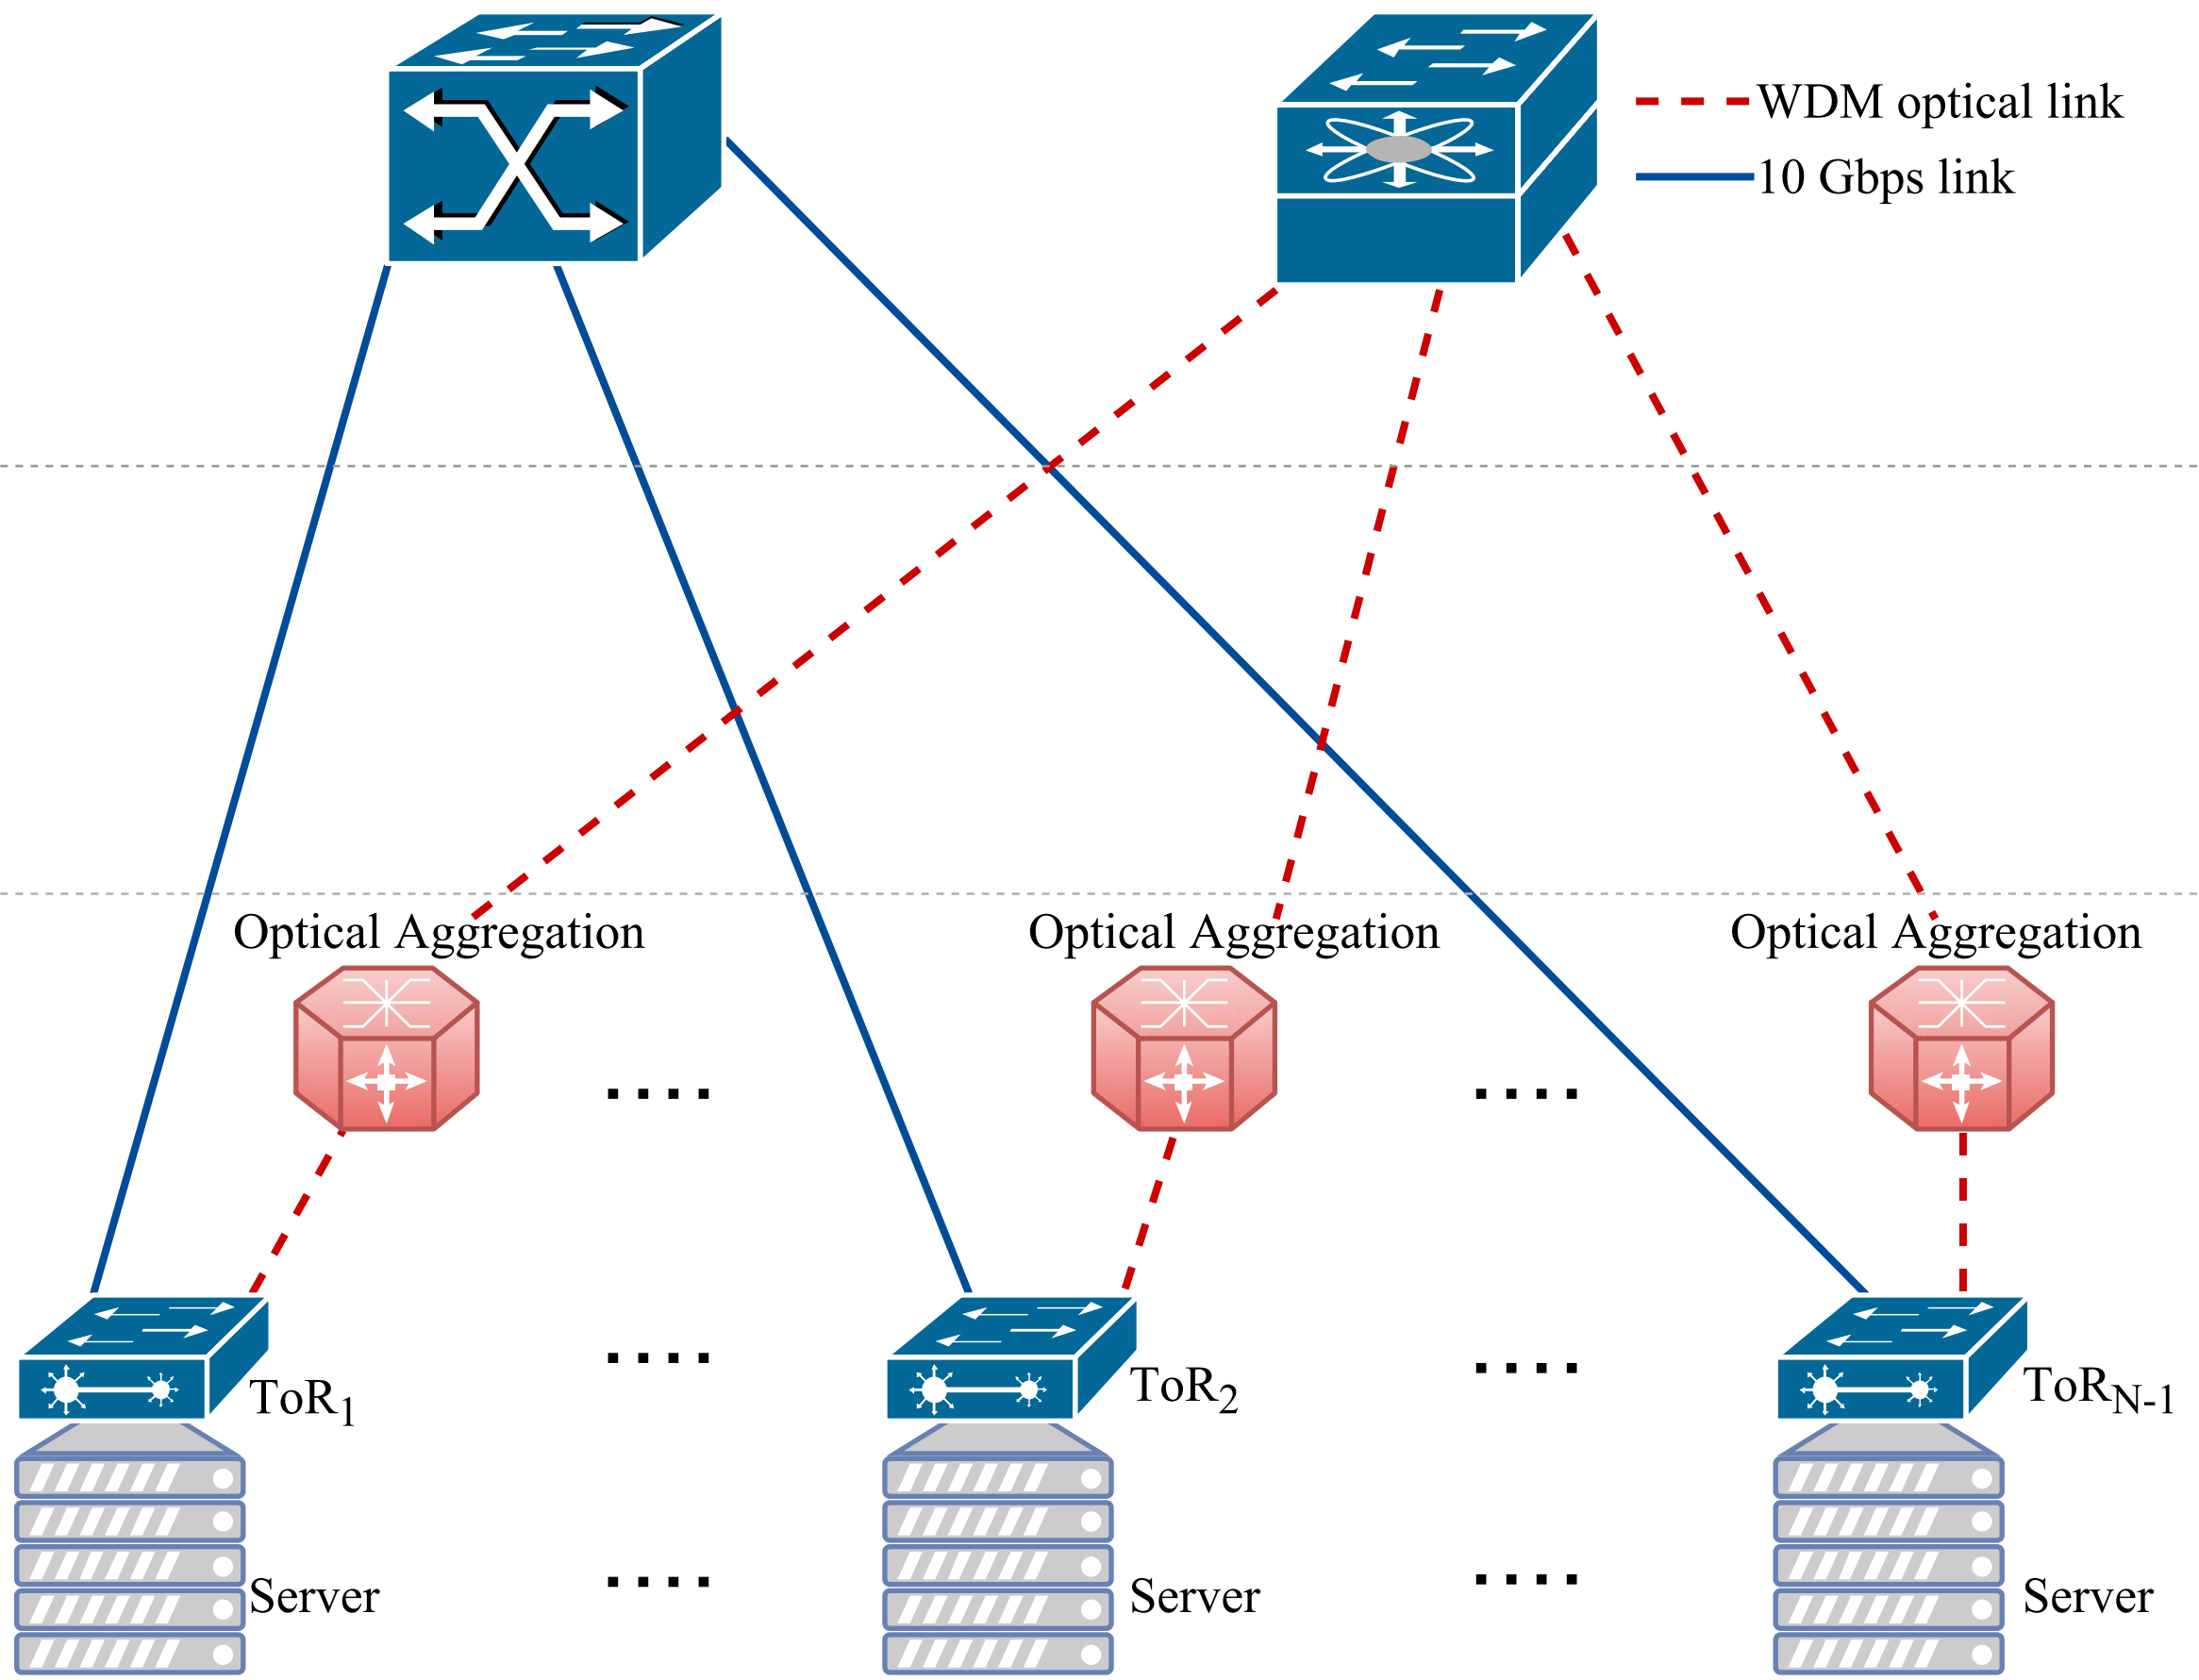 WDM optical link
10 Gbps link
Optical Aggregation
Optical Aggregation
Optical Aggregation
ToR1
ToR2
ToRN-1
Server
Server
Server